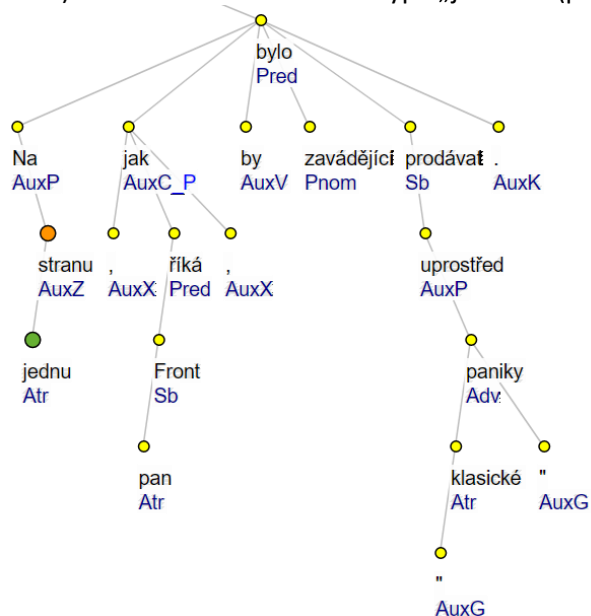 bylo
Pred
Na jak by zavádějící prodávat .
AuxP AuxC_P AuxV Pnom Sb AuxK
stranu , říká , uprostřed
AuxZ AuxX Pred AuxX AuxP
jednu Front paniky
Atr Sb Adv
pan klasické "
Atr Atr AuxG
"
AuxG